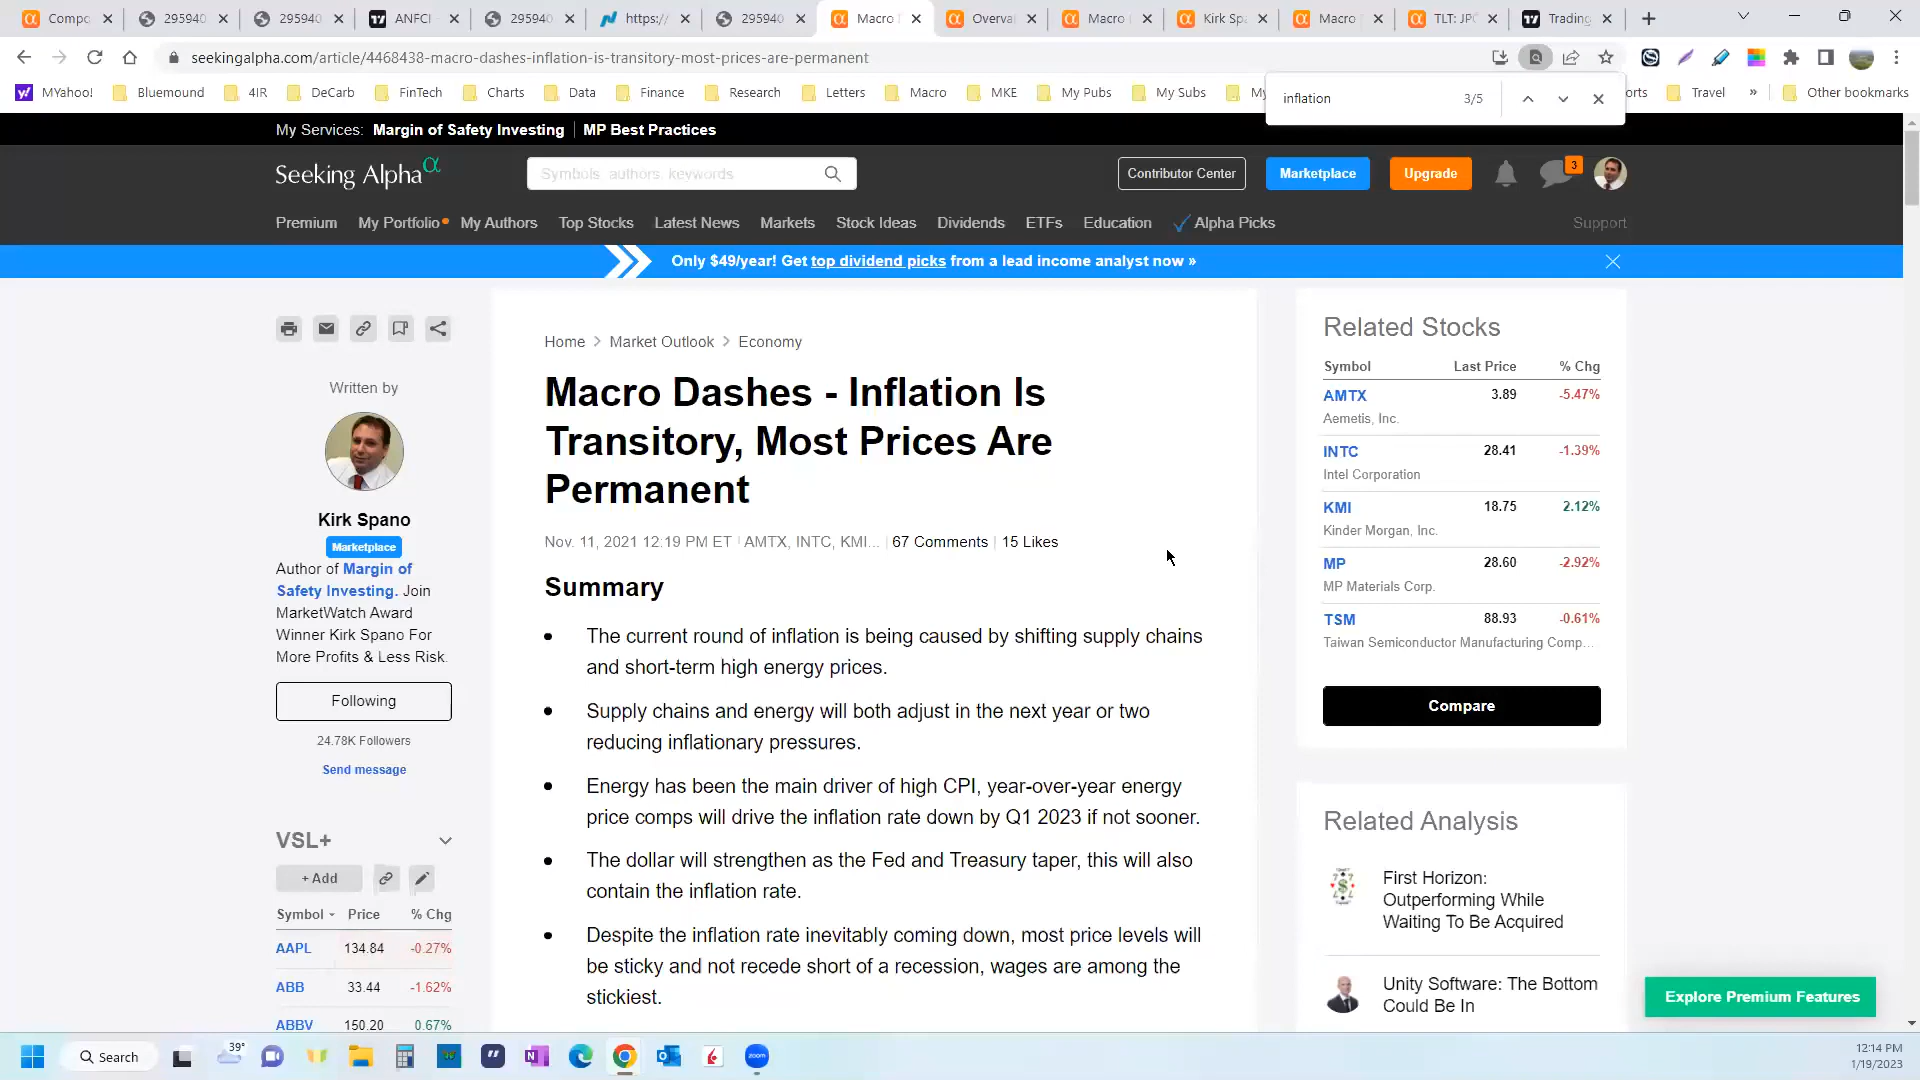 Compo
295940
295940
ANFCI
295940
https://
295940
Macro
Overva
Macro
Kirk Sp
Macro
TLT: JPC
Trading
seekingalpha.com/article/4468438-macro-dashes-inflation-is-transitory-most-prices-are-permanent
MYahoo!
Bluemound
4IR
DeCarb
FinTech
Charts
Data
Finance
Research
Letters
Macro
MKE
My Pubs
My Subs
My
orts
Travel
»
Other bookmarks
inflation 3/5
My Services: Margin of Safety Investing | MP Best Practices
Seeking Alpha α
Symbols, authors, keywords
Contributor Center
Marketplace
Upgrade
3
Premium
My Portfolio
My Authors
Top Stocks
Latest News
Markets
Stock Ideas
Dividends
ETFs
Education
Alpha Picks
Support
Only $49/year! Get top dividend picks from a lead income analyst now »
Written by
Kirk Spano
Marketplace
Author of Margin of
Safety Investing. Join
MarketWatch Award
Winner Kirk Spano For
More Profits & Less Risk.
Following
24.78K Followers
Send message
VSL+
+ Add
Symbol Price % Chg
AAPL 134.84 -0.27%
ABB 33.44 -1.62%
ABBV 150.20 0.67%
Home > Market Outlook > Economy
Macro Dashes - Inflation Is
Transitory, Most Prices Are
Permanent
Nov. 11, 2021 12:19 PM ET | AMTX, INTC, KMI... | 67 Comments | 15 Likes
Summary
• The current round of inflation is being caused by shifting supply chains
and short-term high energy prices.
• Supply chains and energy will both adjust in the next year or two
reducing inflationary pressures.
• Energy has been the main driver of high CPI, year-over-year energy
price comps will drive the inflation rate down by Q1 2023 if not sooner.
• The dollar will strengthen as the Fed and Treasury taper, this will also
contain the inflation rate.
• Despite the inflation rate inevitably coming down, most price levels will
be sticky and not recede short of a recession, wages are among the
stickiest.
Related Stocks
Symbol Last Price % Chg
AMTX 3.89 -5.47%
Aemetis, Inc.
INTC 28.41 -1.39%
Intel Corporation
KMI 18.75 2.12%
Kinder Morgan, Inc.
MP 28.60 -2.92%
MP Materials Corp.
TSM 88.93 -0.61%
Taiwan Semiconductor Manufacturing Comp...
Compare
Related Analysis
First Horizon:
Outperforming While
Waiting To Be Acquired
Unity Software: The Bottom
Could Be In
Explore Premium Features
39°
Search
zoom
12:14 PM
1/19/2023